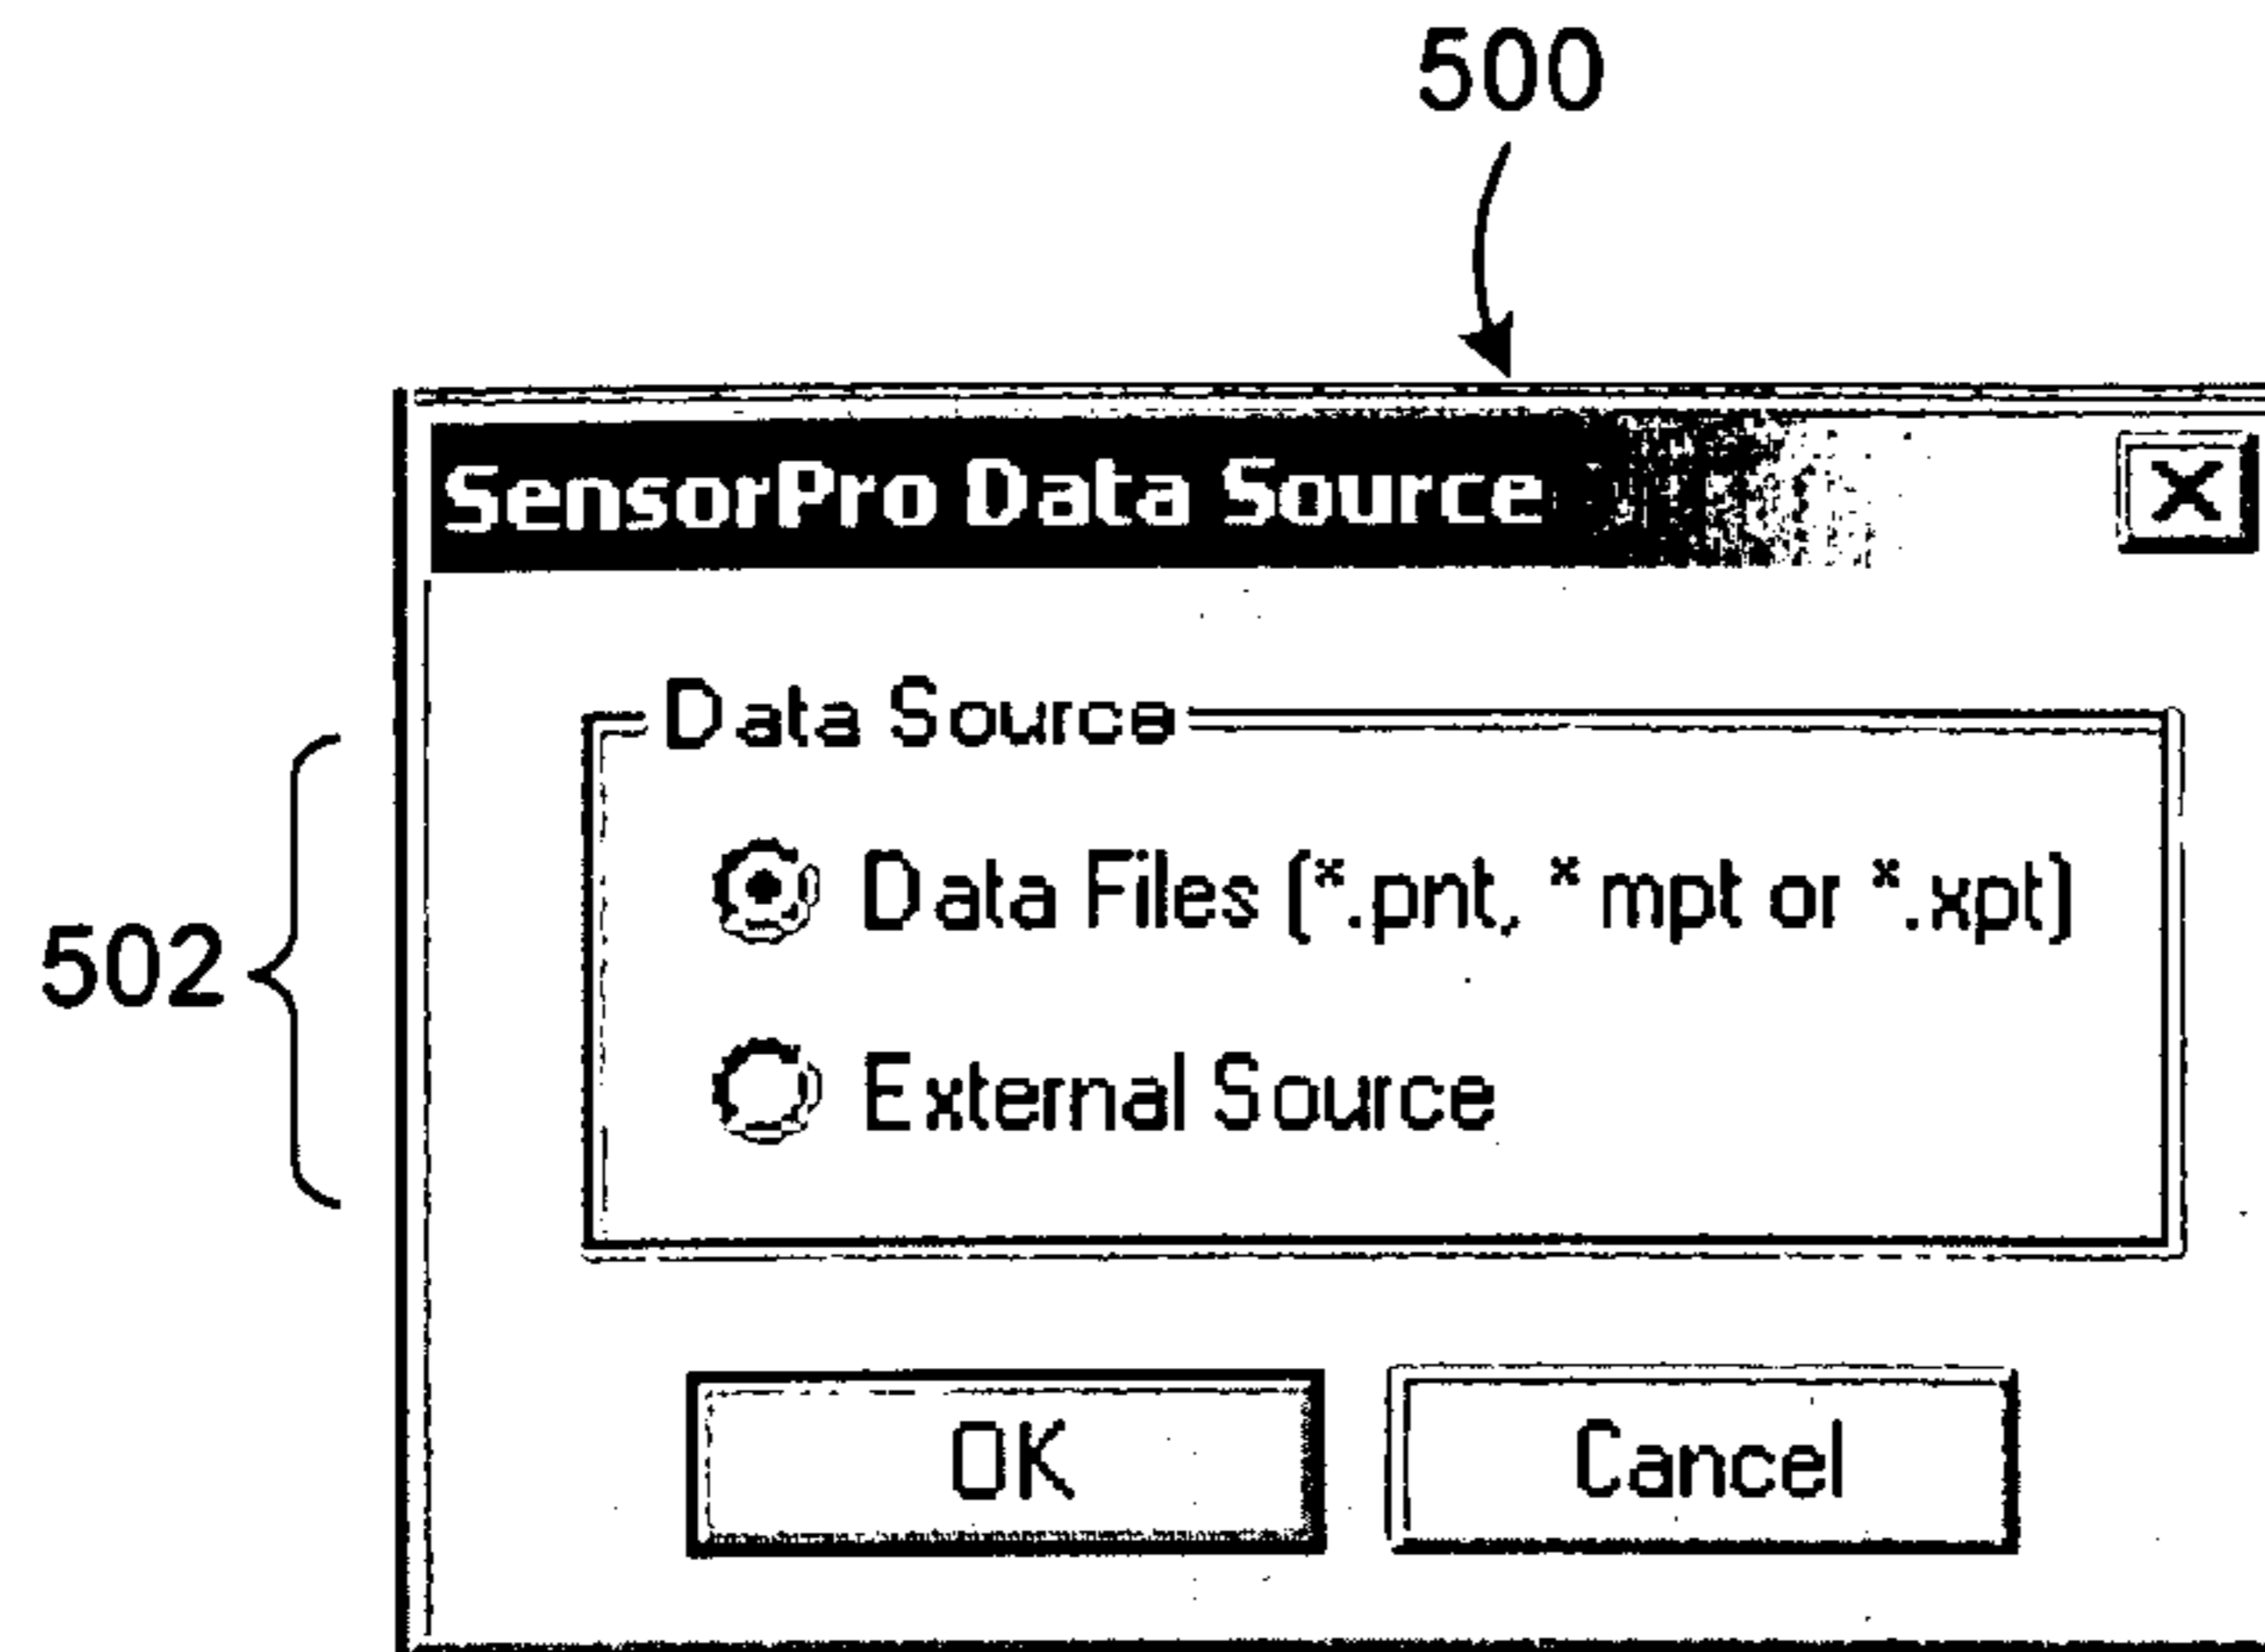 500
SensorPro Data Source
Data Source
Data Files (*.pnt, * mpt or *.xpt)
502
External Source
OK Cancel